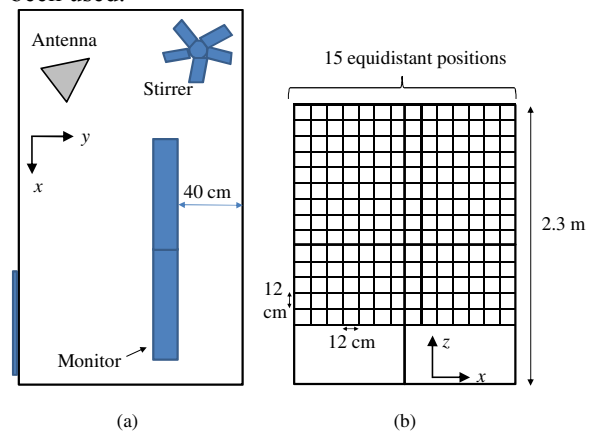 been used.
Antenna
Stirrer
y
x
40 cm
Monitor
(a)
15 equidistant positions
2.3 m
12
cm
12 cm
z
x
(b)